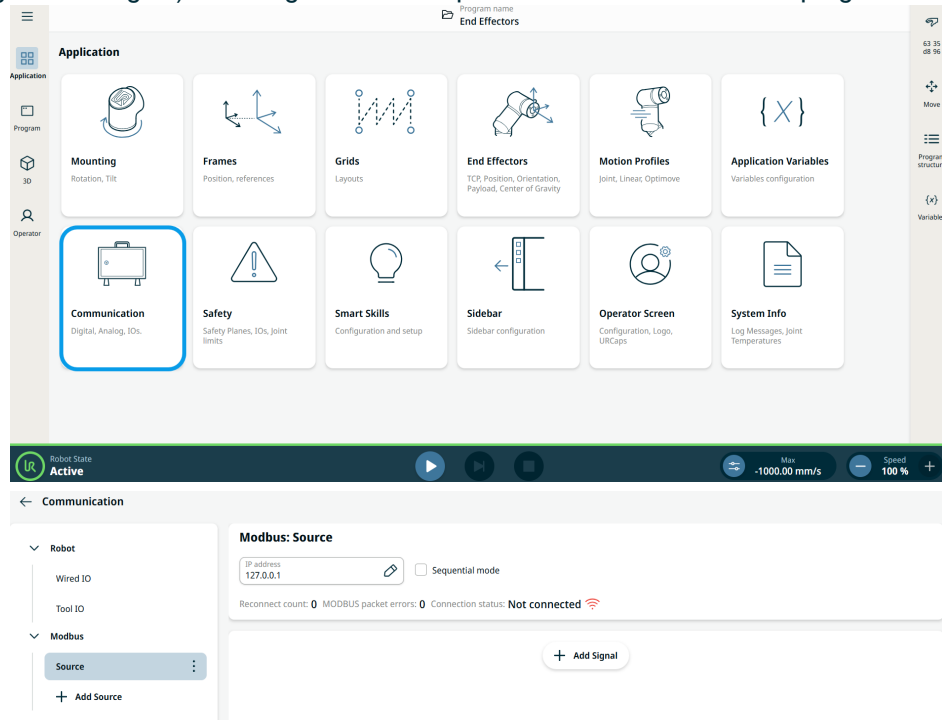 Program name
End Effectors
Application
63 35
d8 96
Application
Move
Program
Mounting
Rotation, Tilt
Frames
Position, references
Grids
Layouts
End Effectors
TCP, Position, Orientation,
Payload, Center of Gravity
Motion Profiles
Joint, Linear, Optimove
Application Variables
Variables configuration
{X}
3D
{x}
Operator
Communication
Digital, Analog, IOs.
Safety
Safety Planes, IOs, Joint
limits
Smart Skills
Configuration and setup
Sidebar
Sidebar configuration
Operator Screen
Configuration, Logo,
URCaps
System Info
Log Messages, Joint
Temperatures
UR
Robot State
Active
Max
-1000.00 mm/s
Speed
100 %
Communication
Robot
Wired IO
Tool IO
Modbus
Source
+ Add Source
Modbus: Source
IP address
127.0.0.1
Sequential mode
Reconnect count: 0 MODBUS packet errors: 0 Connection status: Not connected
+ Add Signal